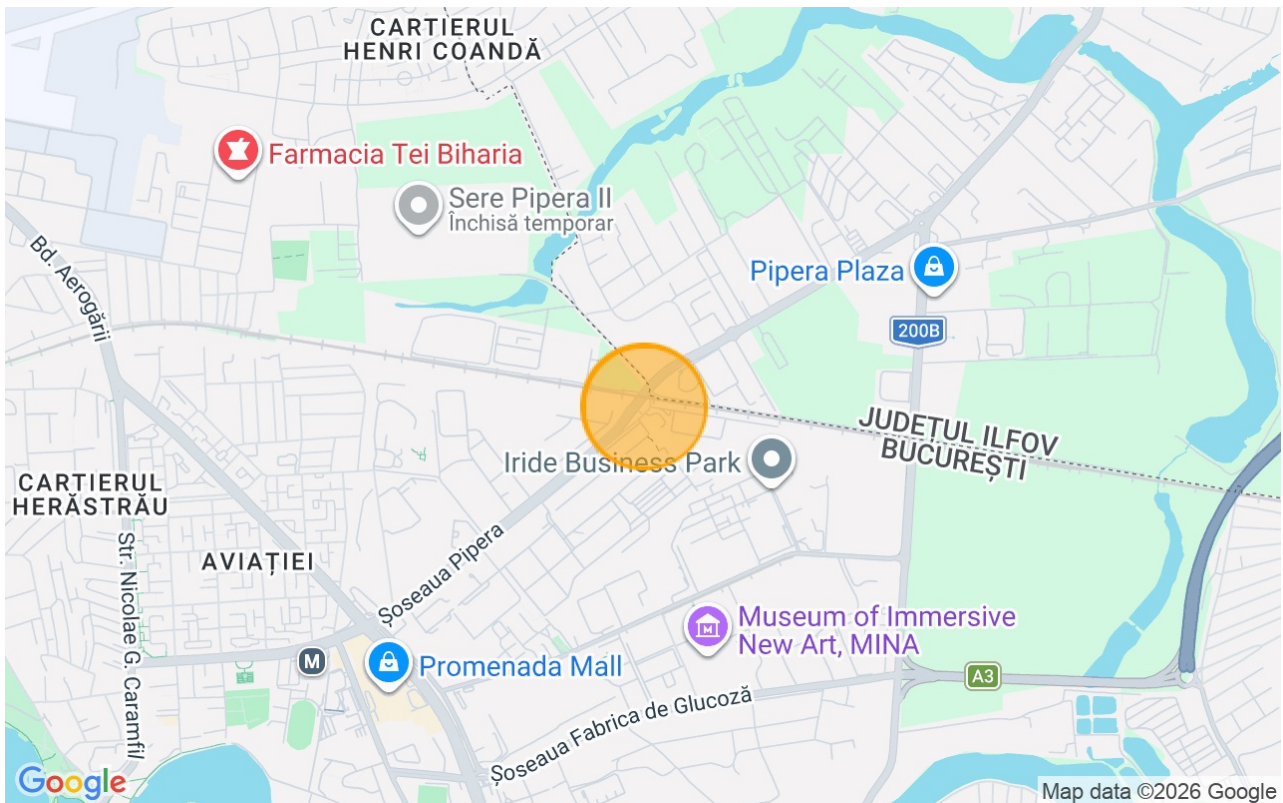 CARTIERUL
HENRI COANDĂ
Farmacia Tei Biharia
Sere Pipera II
Închisă temporar
Bd. Aerogării
Pipera Plaza
200B
JUDEȚUL ILFOV
BUCUREȘTI
Iride Business Park
CARTIERUL
HERĂSTRĂU
AVIAȚIEI
Șoseaua Pipera
Str. Nicolae G. Caramfil
M
Promenada Mall
Museum of Immersive
New Art, MINA
A3
Șoseaua Fabrica de Glucoză
Google
Map data ©2026 Google